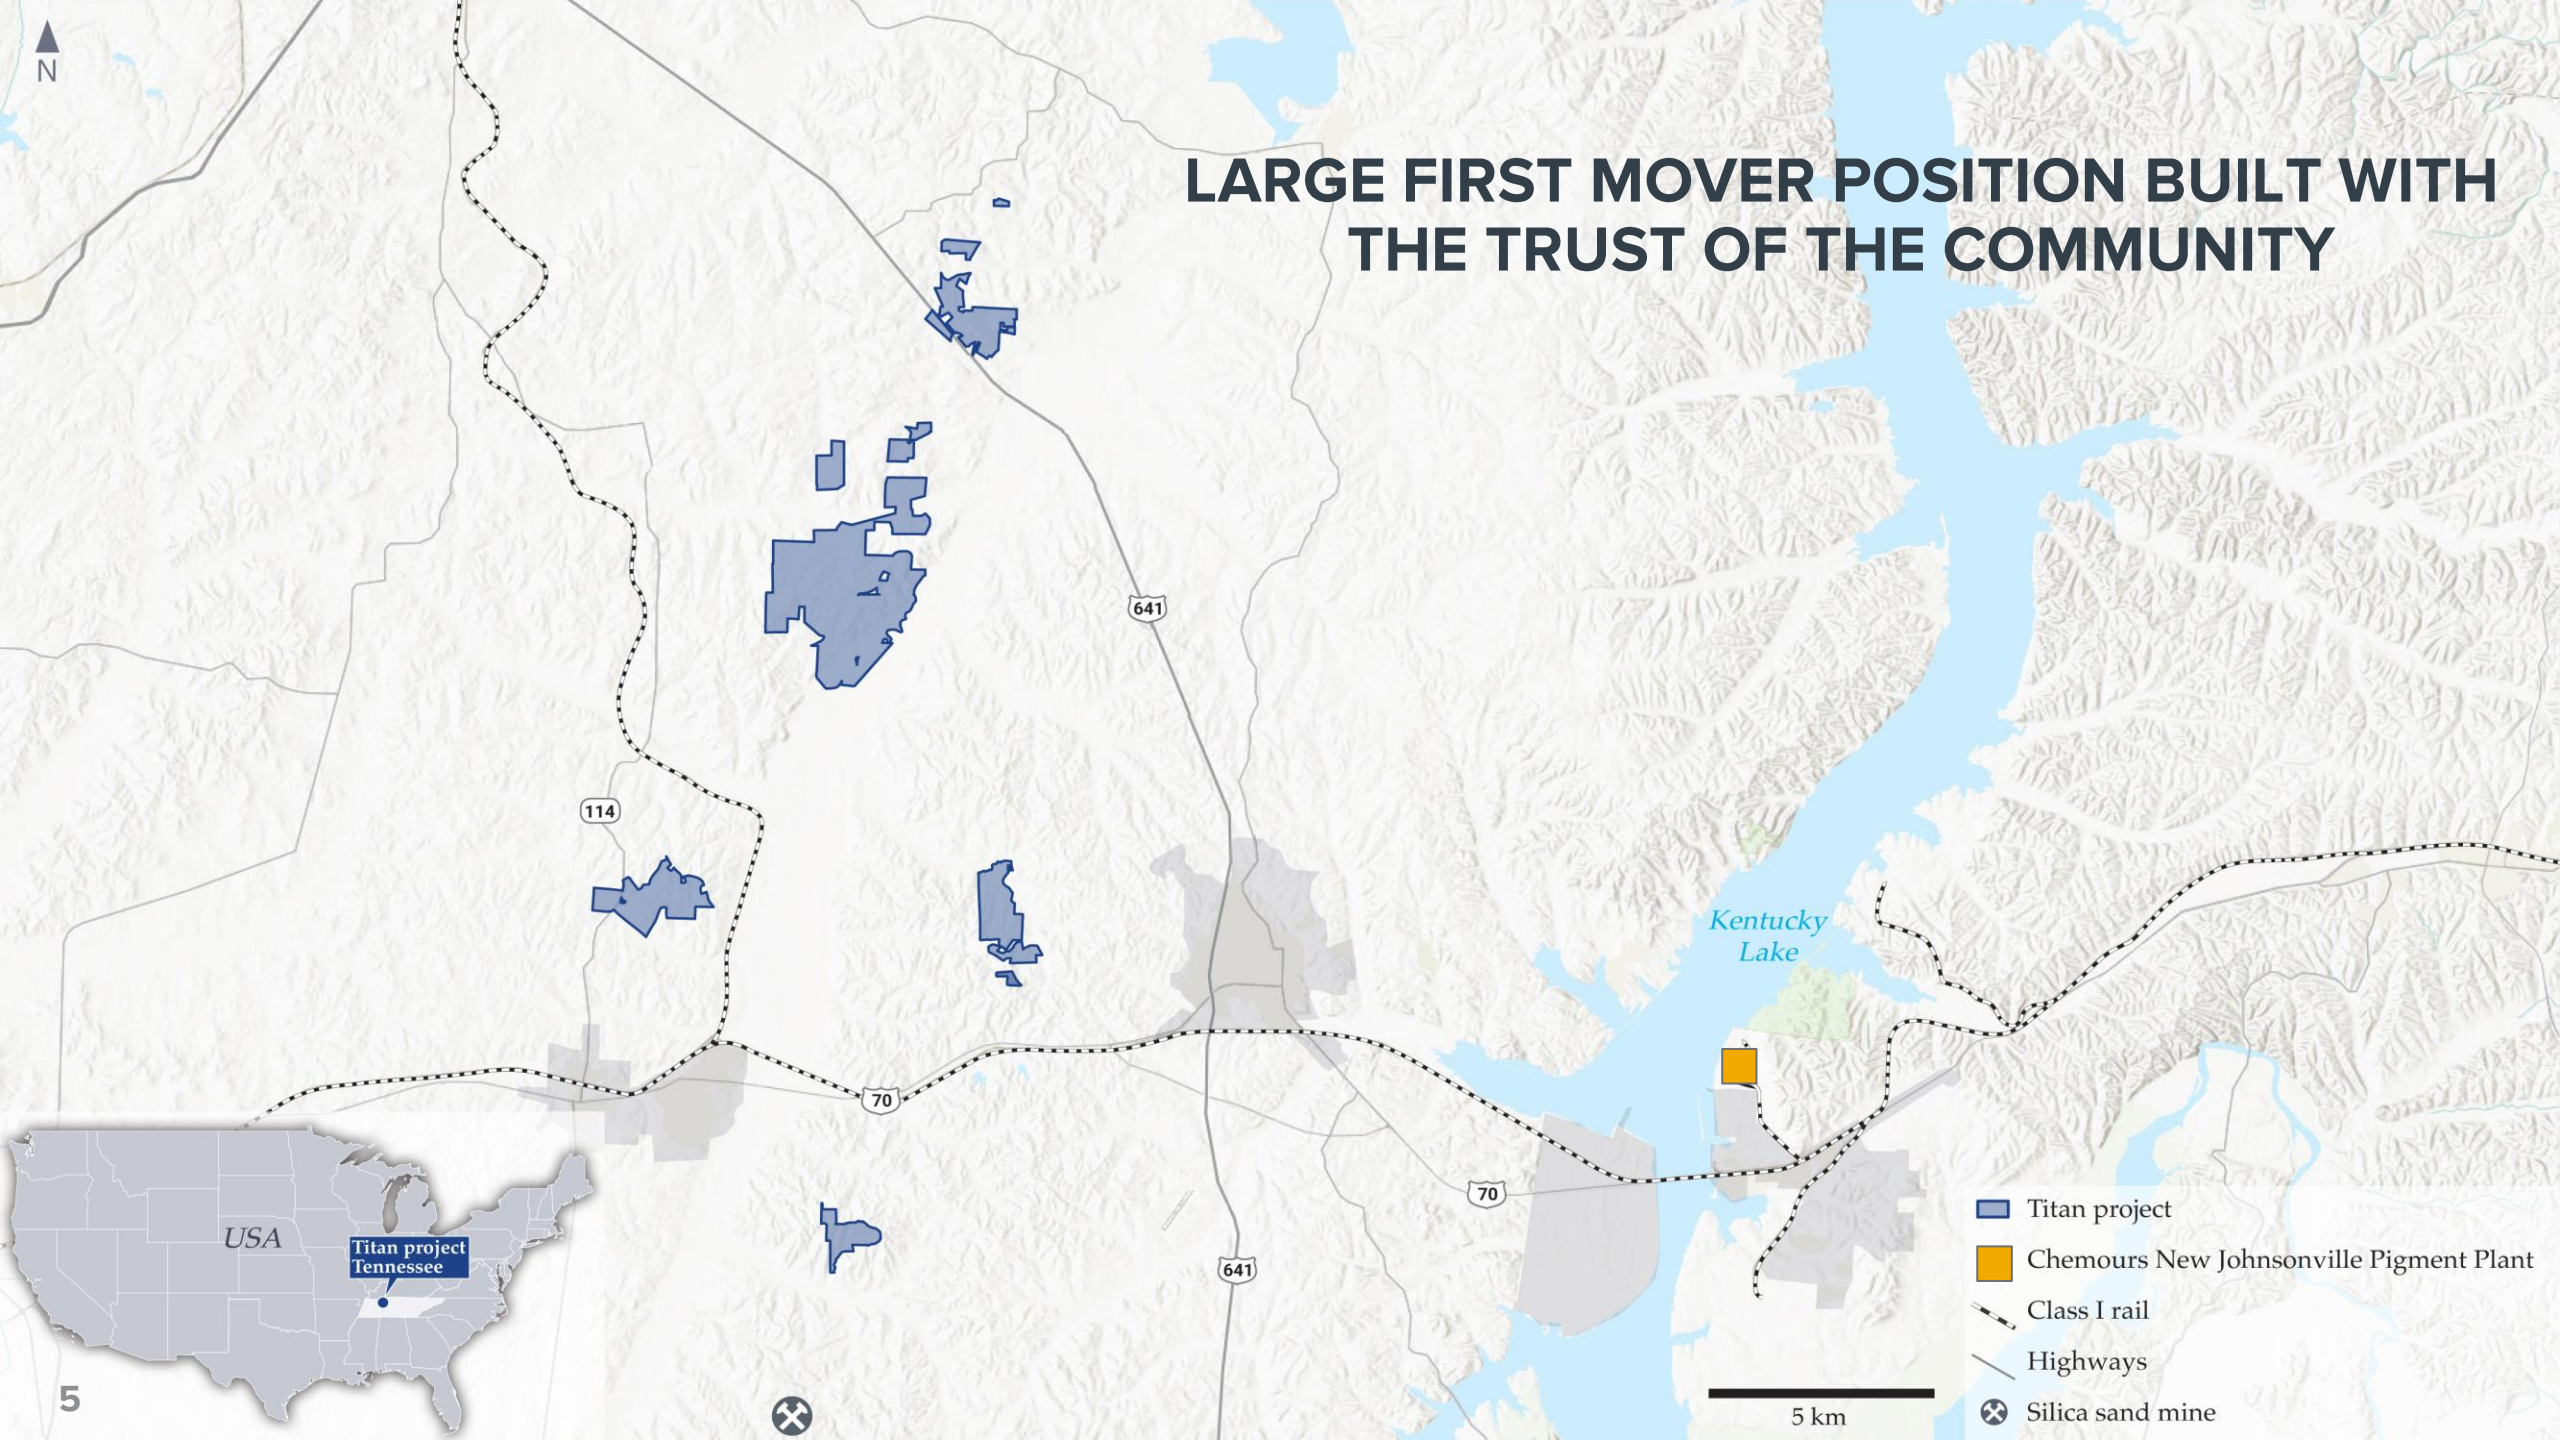 N
LARGE FIRST MOVER POSITION BUILT WITH
THE TRUST OF THE COMMUNITY
641
114
Kentucky
Lake
70
70
641
USA
Titan project
Tennessee
Titan project
Chemours New Johnsonville Pigment Plant
Class I rail
Highways
Silica sand mine
5 km
5